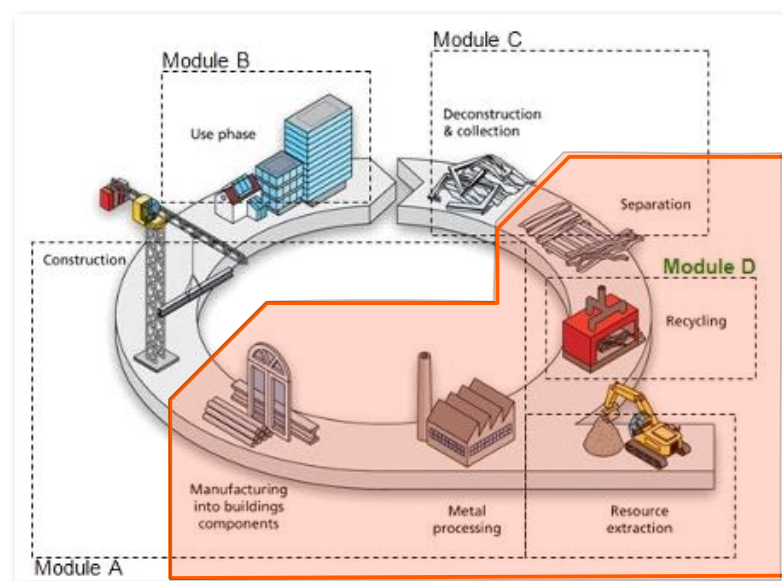 Module C
Module B
Deconstruction
& collection
Use phase
Separation
Construction
Module D
Recycling
Manufacturing
into buildings
components
Metal
processing
Resource
extraction
Module A